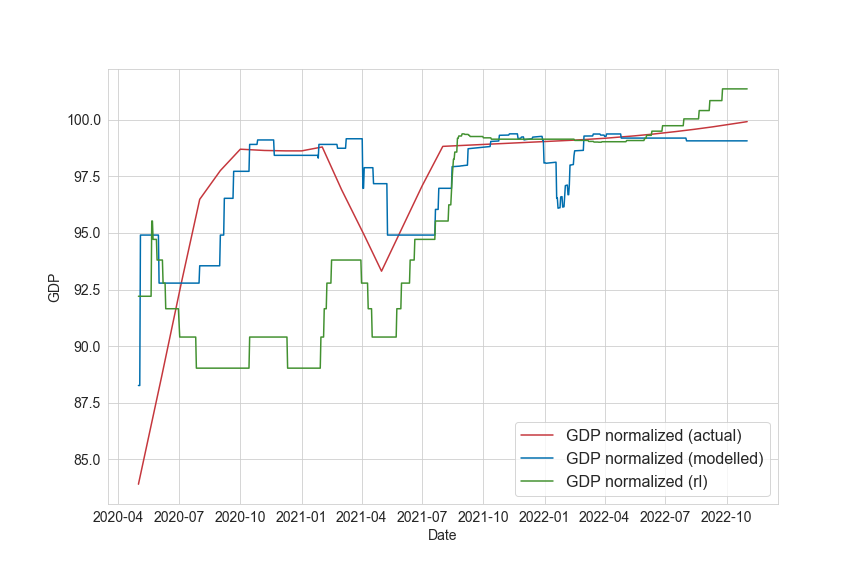 100.0
97.5
95.0
92.5
90.0
87.5
85.0
GDP
GDP normalized (actual)
GDP normalized (modelled)
GDP normalized (rl)
2020-04 2020-07 2020-10 2021-01 2021-04 2021-07 2021-10 2022-01 2022-04 2022-07 2022-10
Date